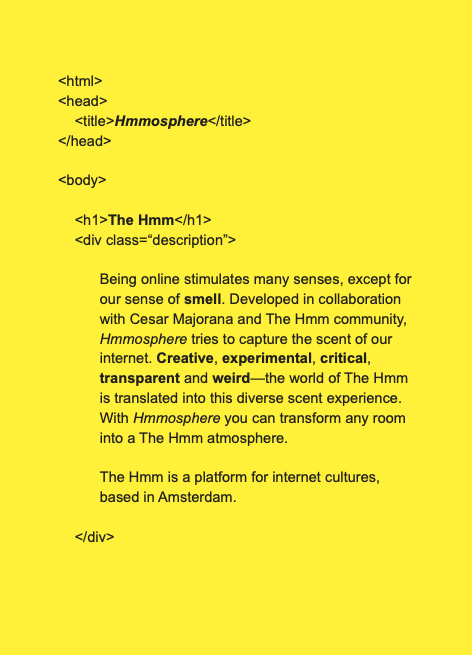 <html>
<head>
<title>Hmmosphere</title>
</head>
<body>
<h1>The Hmm</h1>
<div class=“description”>
Being online stimulates many senses, except for
our sense of smell. Developed in collaboration
with Cesar Majorana and The Hmm community,
Hmmosphere tries to capture the scent of our
internet. Creative, experimental, critical,
transparent and weird—the world of The Hmm
is translated into this diverse scent experience.
With Hmmosphere you can transform any room
into a The Hmm atmosphere.
The Hmm is a platform for internet cultures,
based in Amsterdam.
</div>